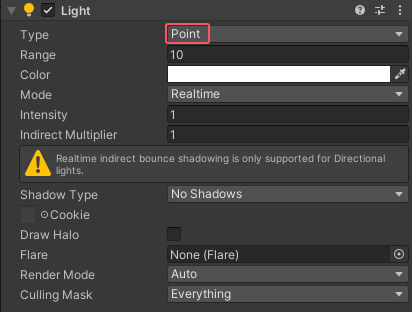 Light
Type Point
Range 10
Color
Mode Realtime
Intensity 1
Indirect Multiplier 1
Realtime indirect bounce shadowing is only supported for Directional
lights.
Shadow Type No Shadows
Cookie
Draw Halo
Flare None (Flare)
Render Mode Auto
Culling Mask Everything